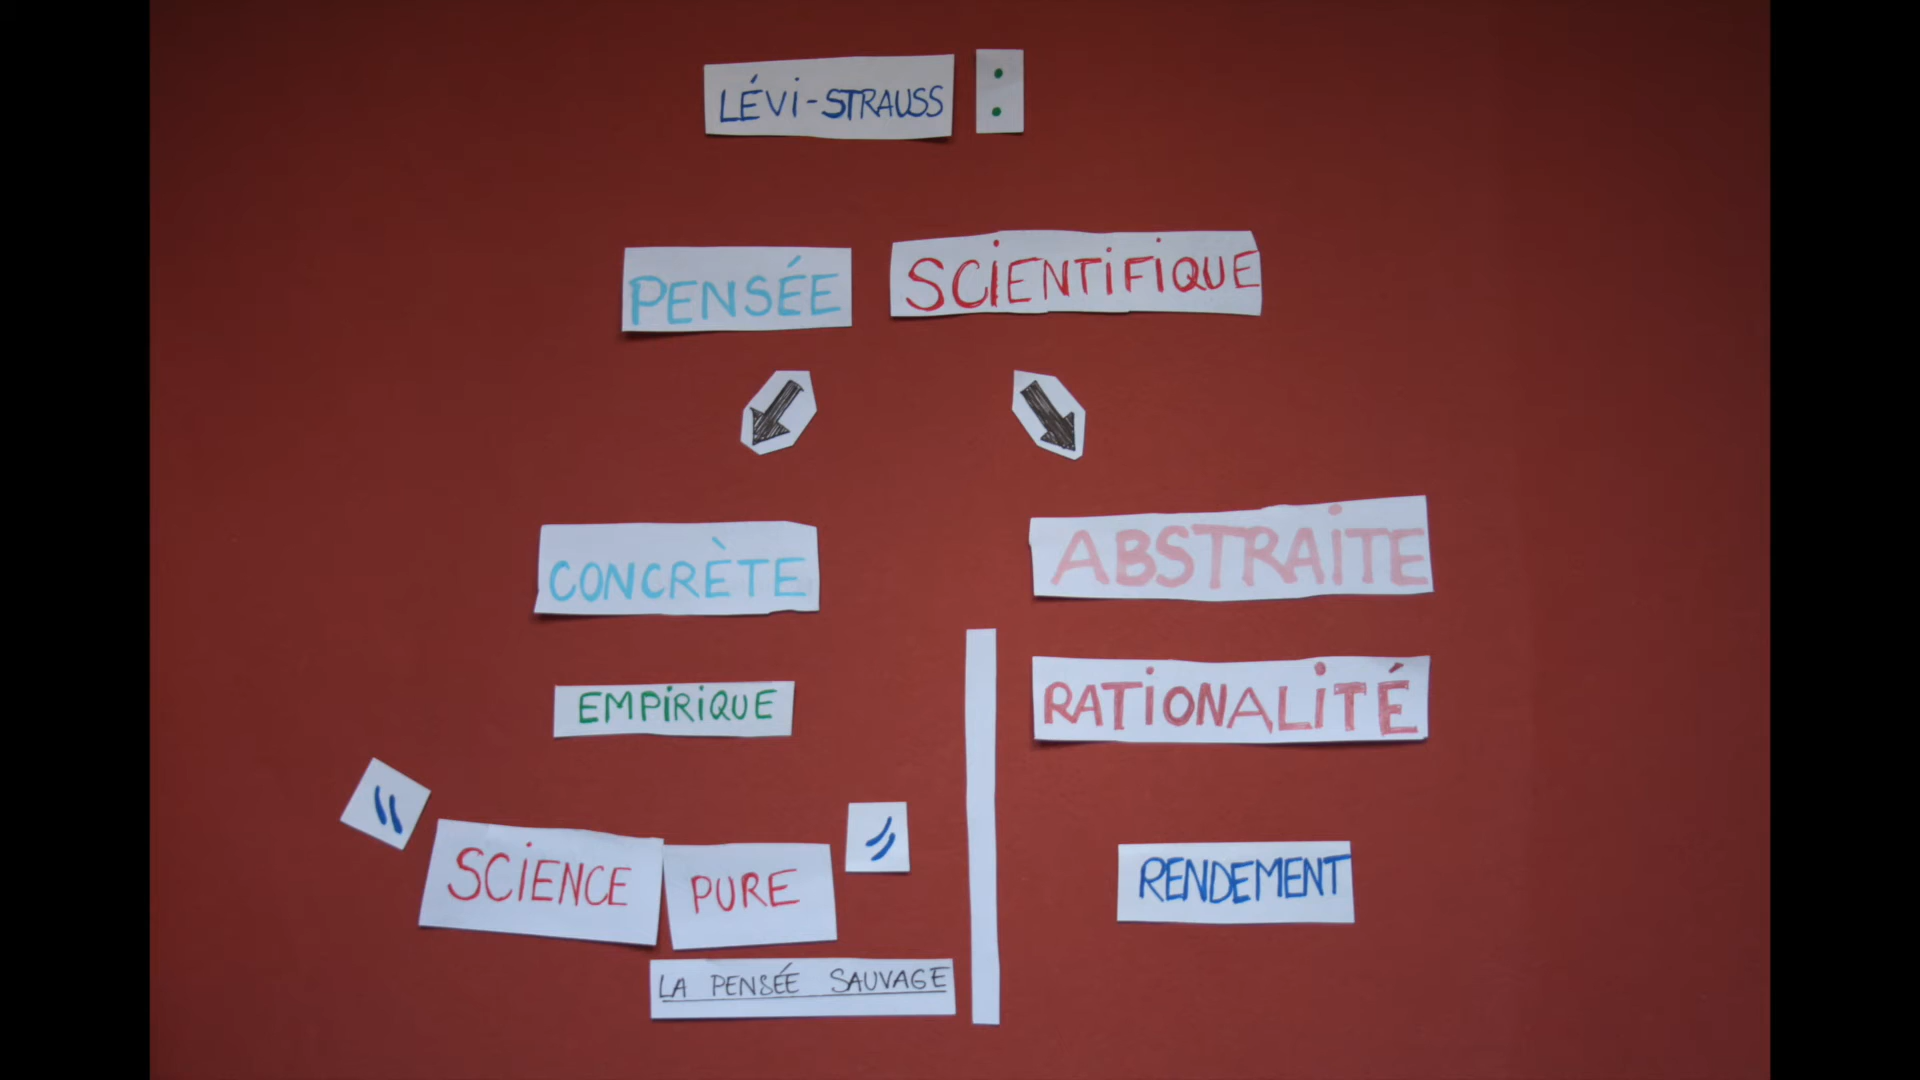 LÉVI-STRAUSS :
PENSÉE SCIENTIFIQUE
CONCRÈTE ABSTRAITE
EMPIRIQUE RATIONALITÉ
" SCIENCE PURE " RENDEMENT
LA PENSÉE SAUVAGE